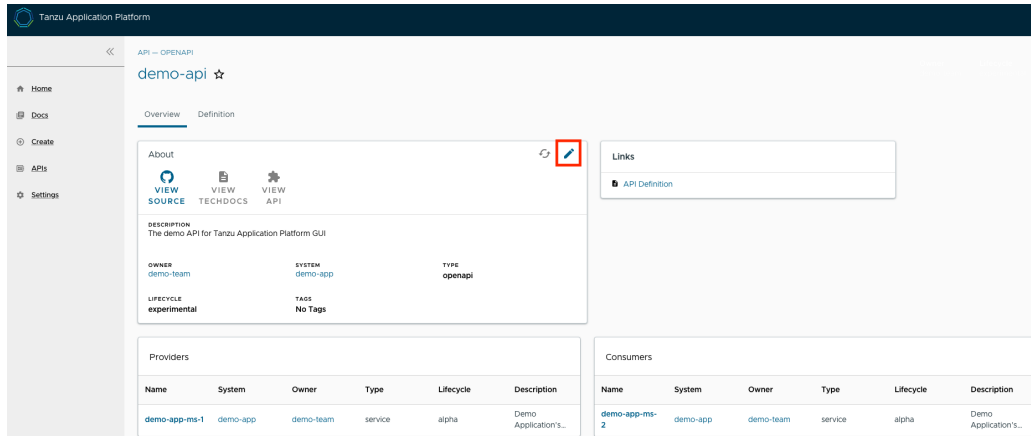 Tanzu Application Platform
API — OPENAPI
demo-api
Home
Docs
Create
APIs
Settings
Overview Definition
About
VIEW SOURCE
VIEW TECHDOCS
VIEW API
DESCRIPTION
The demo API for Tanzu Application Platform GUI
OWNER SYSTEM TYPE
demo-team demo-app openapi
LIFECYCLE TAGS
experimental No Tags
Links
API Definition
Providers
Name System Owner Type Lifecycle Description
demo-app-ms-1 demo-app demo-team service alpha Demo Application's...
Consumers
Name System Owner Type Lifecycle Description
demo-app-ms-2 demo-app demo-team service alpha Demo Application's...